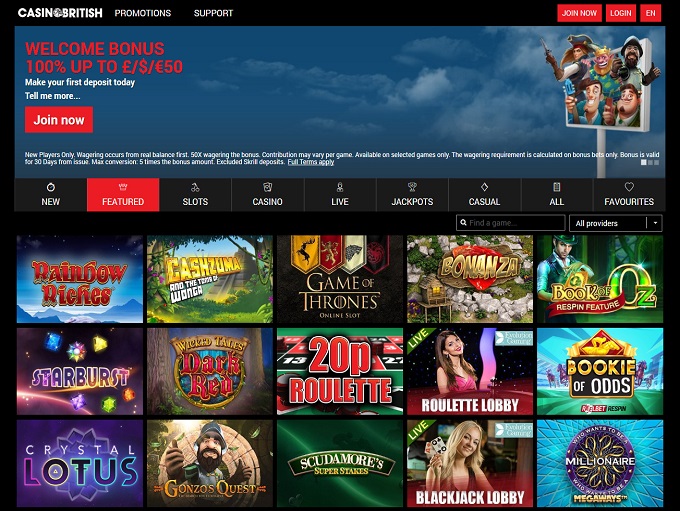 CASINO BRITISH
PROMOTIONS
SUPPORT
JOIN NOW
LOGIN
EN
WELCOME BONUS
100% UP TO £/$/€50
Make your first deposit today
Tell me more...
Join now
New Players Only. Wagering occurs from real balance first. 50X wagering the bonus. Contribution may vary per game. Available on selected games only. The wagering requirement is calculated on bonus bets only. Bonus is valid
for 30 Days from issue. Max conversion: 5 times the bonus amount. Excluded Skrill deposits. Full Terms apply
NEW
FEATURED
SLOTS
CASINO
LIVE
JACKPOTS
CASUAL
ALL
FAVOURITES
Find a game...
All providers
Rainbow
Riches
CASHZUMA
AND THE TOMB OF
WONGA
GAME OF
THRONES
ONLINE SLOT
BONANZA
BOOK OF
OZ
RESPIN FEATURE
STARBURST
WICKED TALES
Dark
Red
20p
ROULETTE
LIVE
Evolution
Gaming
ROULETTE LOBBY
BOOKIE
OF ODDS
RESPIN
CRYSTAL
LOTUS
GONZO'S QUEST
SCUDAMORE'S
SUPER STAKES
LIVE
Evolution
Gaming
BLACKJACK LOBBY
WHO WANTS TO BE A
MILLIONAIRE
MEGAWAYS™